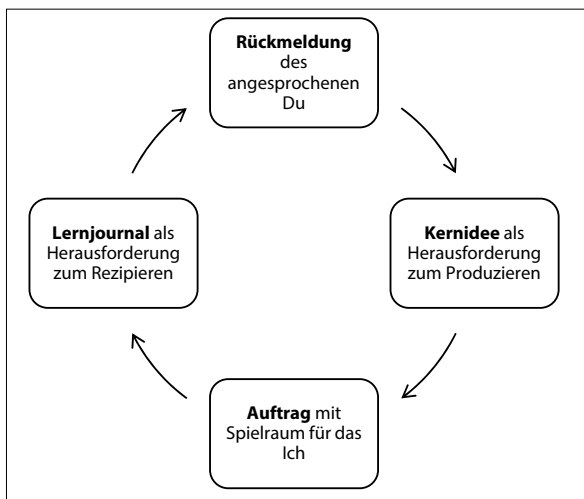 Rückmeldung
des
angesprochenen
Du
Lernjournal als
Herausforderung
zum Rezipieren
Kernidee als
Herausforderung
zum Produzieren
Auftrag mit
Spielraum für das
Ich